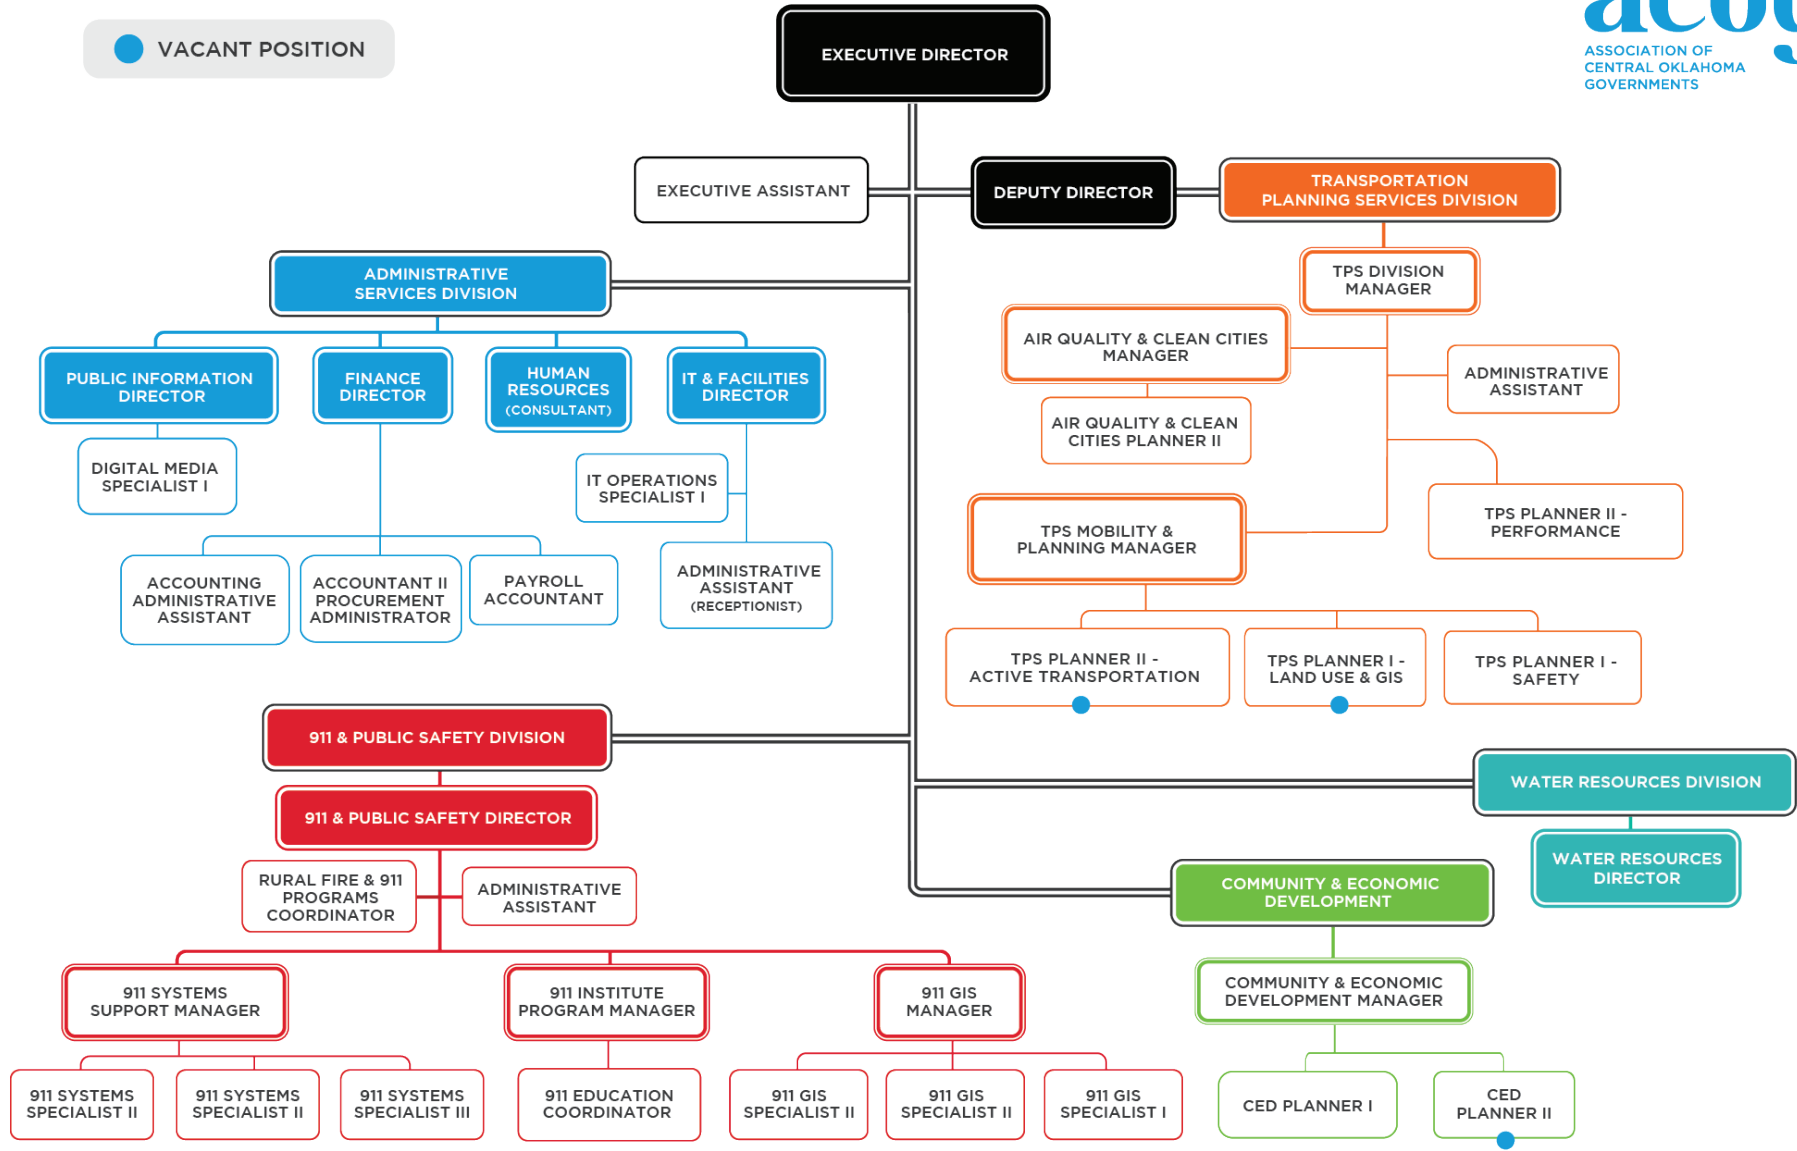 VACANT POSITION
EXECUTIVE DIRECTOR
ASSOCIATION OF
CENTRAL OKLAHOMA
GOVERNMENTS
EXECUTIVE ASSISTANT
DEPUTY DIRECTOR
TRANSPORTATION
PLANNING SERVICES DIVISION
ADMINISTRATIVE
SERVICES DIVISION
TPS DIVISION
MANAGER
AIR QUALITY & CLEAN CITIES
MANAGER
ADMINISTRATIVE
ASSISTANT
AIR QUALITY & CLEAN
CITIES PLANNER II
PUBLIC INFORMATION
DIRECTOR
FINANCE
DIRECTOR
HUMAN
RESOURCES
(CONSULTANT)
IT & FACILITIES
DIRECTOR
DIGITAL MEDIA
SPECIALIST I
IT OPERATIONS
SPECIALIST I
TPS PLANNER II -
PERFORMANCE
TPS MOBILITY &
PLANNING MANAGER
ACCOUNTING
ADMINISTRATIVE
ASSISTANT
ACCOUNTANT II
PROCUREMENT
ADMINISTRATOR
PAYROLL
ACCOUNTANT
ADMINISTRATIVE
ASSISTANT
(RECEPTIONIST)
TPS PLANNER II -
ACTIVE TRANSPORTATION
TPS PLANNER I -
LAND USE & GIS
TPS PLANNER I -
SAFETY
911 & PUBLIC SAFETY DIVISION
WATER RESOURCES DIVISION
911 & PUBLIC SAFETY DIRECTOR
WATER RESOURCES
DIRECTOR
RURAL FIRE & 911
PROGRAMS
COORDINATOR
ADMINISTRATIVE
ASSISTANT
COMMUNITY & ECONOMIC
DEVELOPMENT
911 SYSTEMS
SUPPORT MANAGER
911 INSTITUTE
PROGRAM MANAGER
911 GIS
MANAGER
COMMUNITY & ECONOMIC
DEVELOPMENT MANAGER
911 SYSTEMS
SPECIALIST II
911 SYSTEMS
SPECIALIST II
911 SYSTEMS
SPECIALIST III
911 EDUCATION
COORDINATOR
911 GIS
SPECIALIST II
911 GIS
SPECIALIST II
911 GIS
SPECIALIST I
CED PLANNER I
CED
PLANNER II